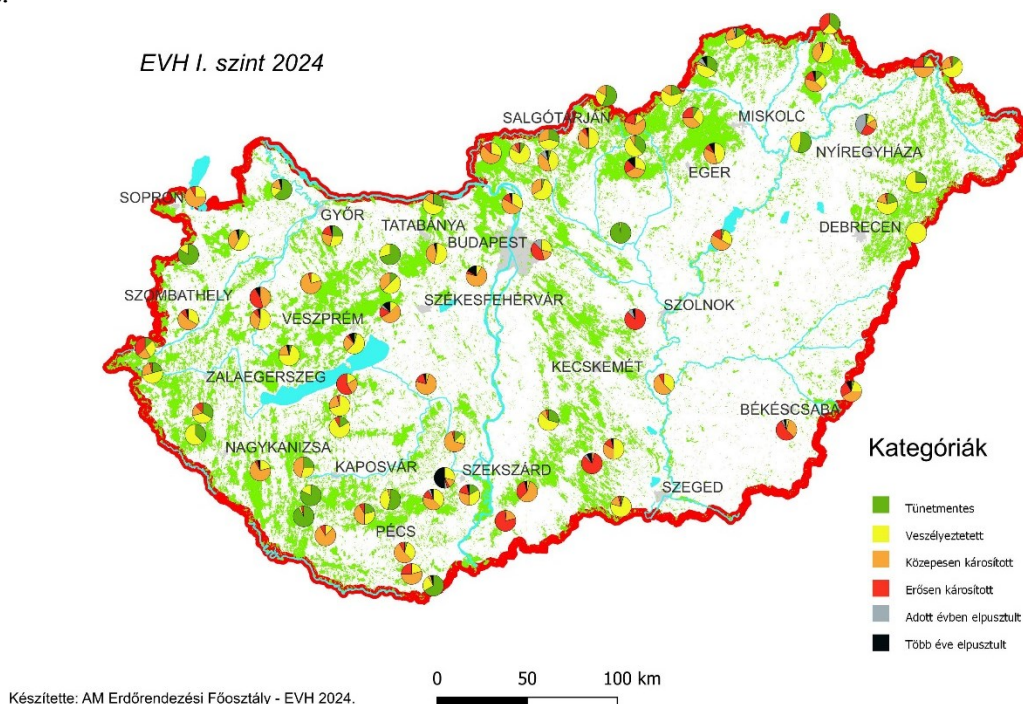 EVH I. szint 2024
SALGÓTARJÁN
MISKOLC
NYÍREGYHÁZA
EGER
SOPRON
GYŐR
TATABÁNYA
BUDAPEST
DEBRECEN
SZOMBATHELY
SZÉKESFEHÉRVÁR
VESZPRÉM
SZOLNOK
ZALAEGERSZEG
KECSKEMÉT
BÉKÉSCSABA
NAGYKANIZSA
KAPOSVÁR
SZEKSZÁRD
SZEGED
PÉCS
Kategóriák
Tünetmentes
Veszélyeztetett
Közepesen károsított
Erősen károsított
Adott évben elpusztult
Több éve elpusztult
0 50 100 km
Készítette: AM Erdőrendezési Főosztály - EVH 2024.